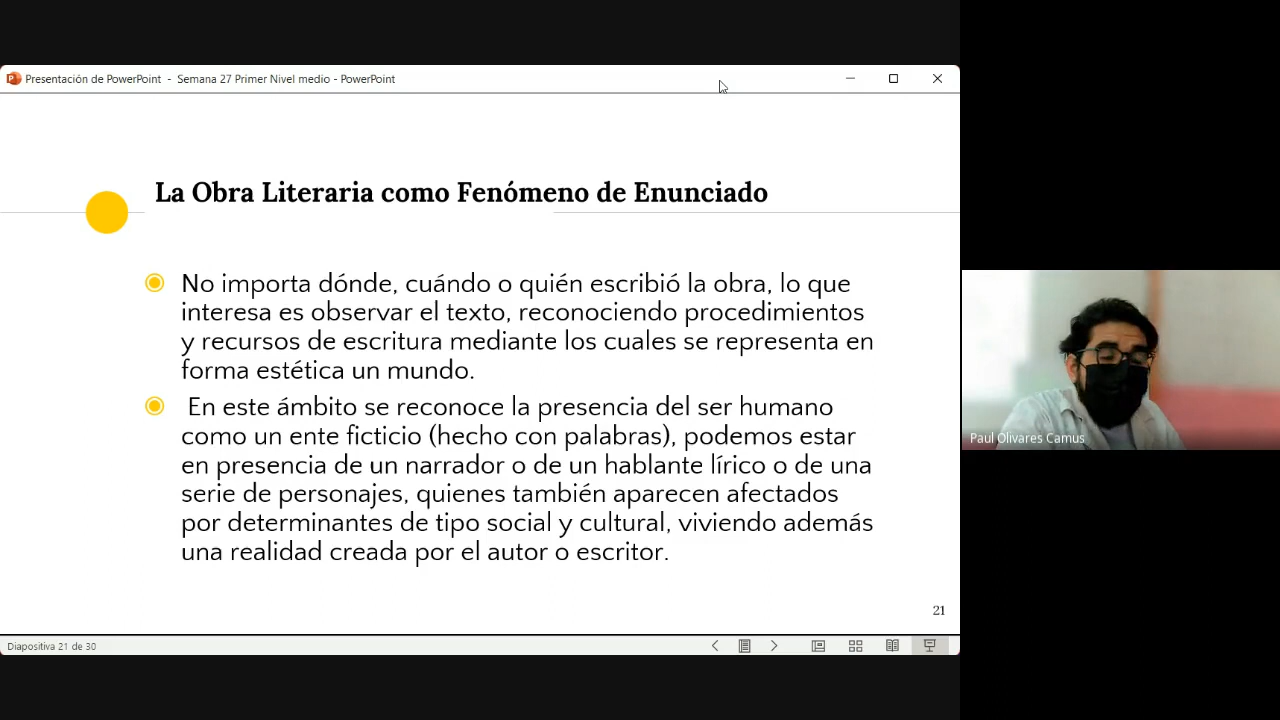 Presentación de PowerPoint - Semana 27 Primer Nivel medio - PowerPoint
La Obra Literaria como Fenómeno de Enunciado
No importa dónde, cuándo o quién escribió la obra, lo que
interesa es observar el texto, reconociendo procedimientos
y recursos de escritura mediante los cuales se representa en
forma estética un mundo.
En este ámbito se reconoce la presencia del ser humano
como un ente ficticio (hecho con palabras), podemos estar
en presencia de un narrador o de un hablante lírico o de una
serie de personajes, quienes también aparecen afectados
por determinantes de tipo social y cultural, viviendo además
una realidad creada por el autor o escritor.
21
Diapositiva 21 de 30
Paul Olivares Camus